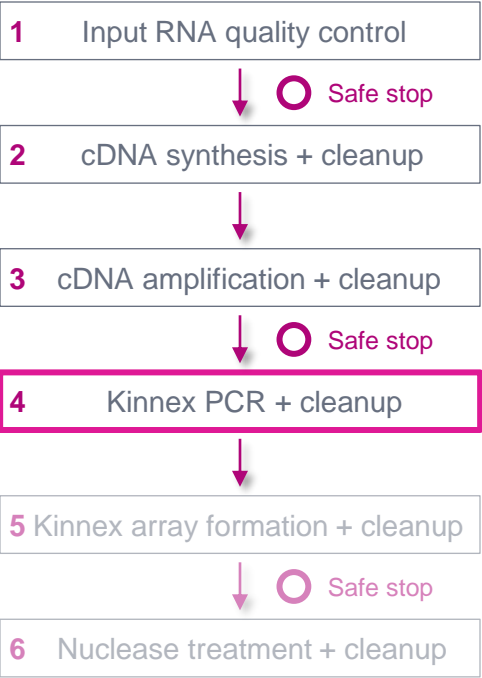 1 Input RNA quality control
Safe stop
2 cDNA synthesis + cleanup
3 cDNA amplification + cleanup
Safe stop
4 Kinnex PCR + cleanup
5 Kinnex array formation + cleanup
Safe stop
6 Nuclease treatment + cleanup